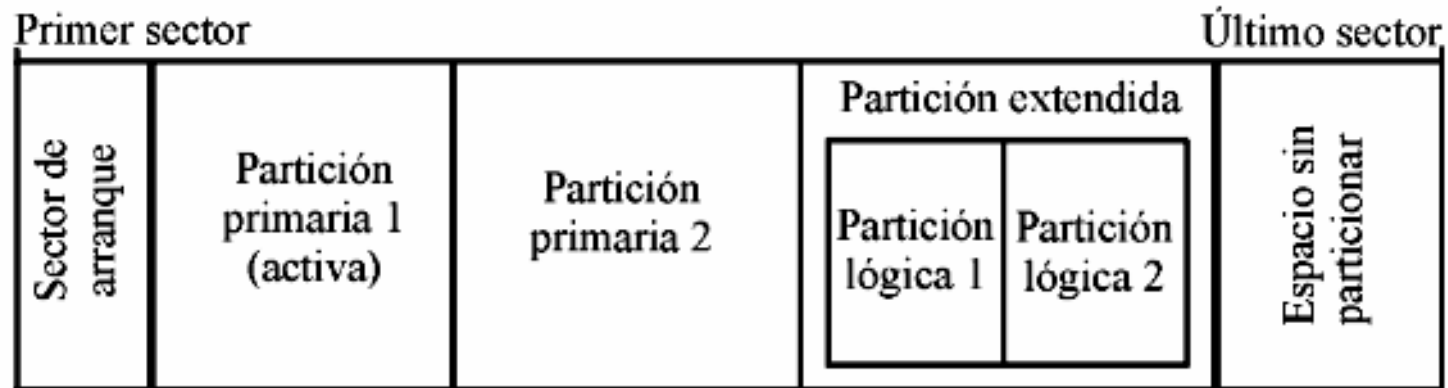 Primer sector
Último sector
Sector de
arranque
Partición
primaria 1
(activa)
Partición
primaria 2
Partición extendida
Partición
lógica 1
Partición
lógica 2
Espacio sin
particionar